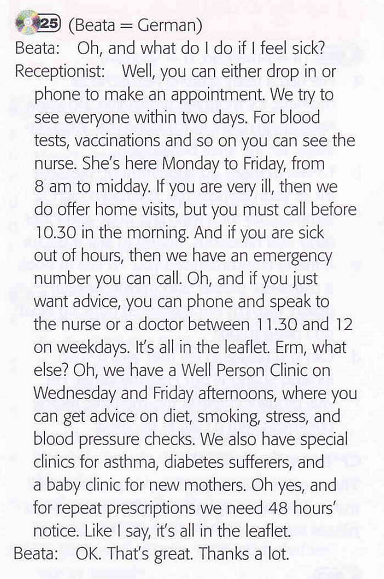 25 (Beata = German)
Beata: Oh, and what do I do if I feel sick?
Receptionist: Well, you can either drop in or
phone to make an appointment. We try to
see everyone within two days. For blood
tests, vaccinations and so on you can see the
nurse. She's here Monday to Friday, from
8 am to midday. If you are very ill, then we
do offer home visits, but you must call before
10.30 in the morning. And if you are sick
out of hours, then we have an emergency
number you can call. Oh, and if you just
want advice, you can phone and speak to
the nurse or a doctor between 11.30 and 12
on weekdays. It's all in the leaflet. Erm, what
else? Oh, we have a Well Person Clinic on
Wednesday and Friday afternoons, where you
can get advice on diet, smoking, stress, and
blood pressure checks. We also have special
clinics for asthma, diabetes sufferers, and
a baby clinic for new mothers. Oh yes, and
for repeat prescriptions we need 48 hours'
notice. Like I say, it's all in the leaflet.
Beata: OK. That's great. Thanks a lot.